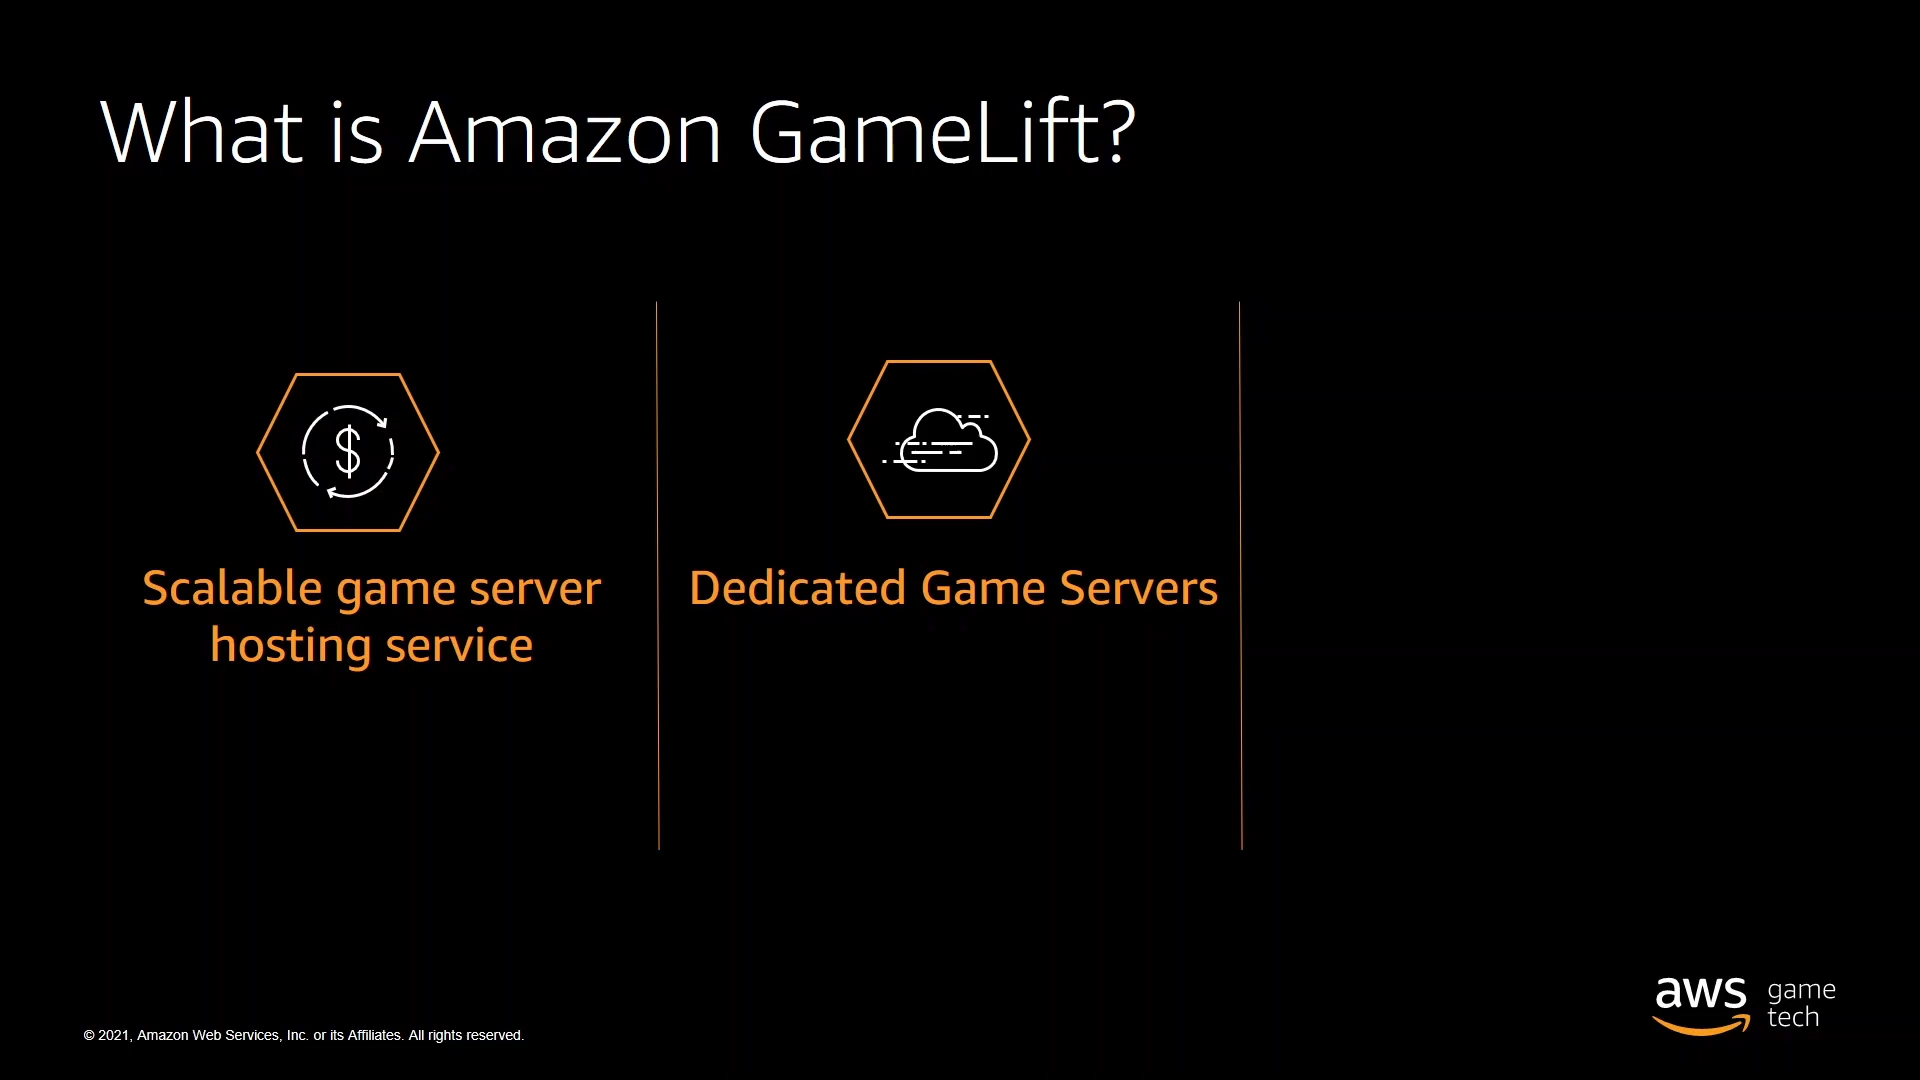 What is Amazon GameLift?
$
Scalable game server
hosting service
Dedicated Game Servers
© 2021, Amazon Web Services, Inc. or its Affiliates. All rights reserved.
aws game
tech